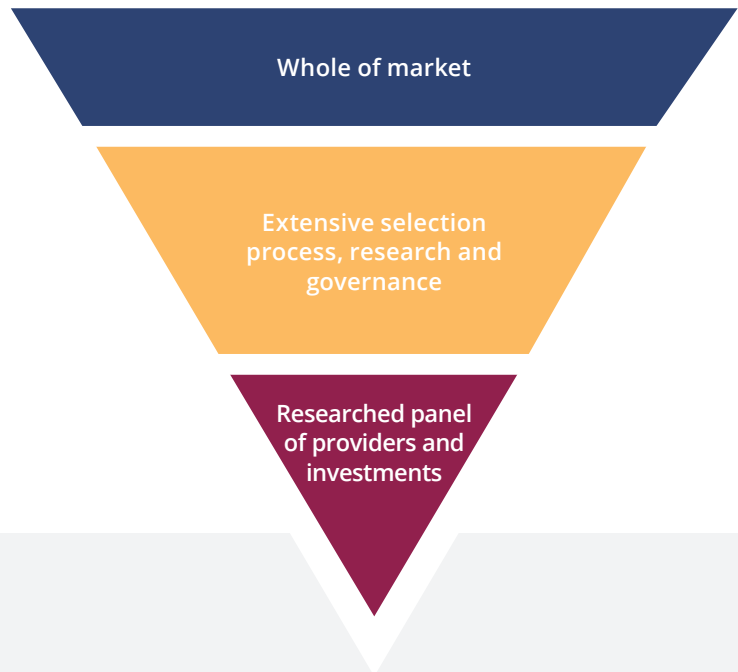 Whole of market
Extensive selection
process, research and
governance
Researched panel
of providers and
investments